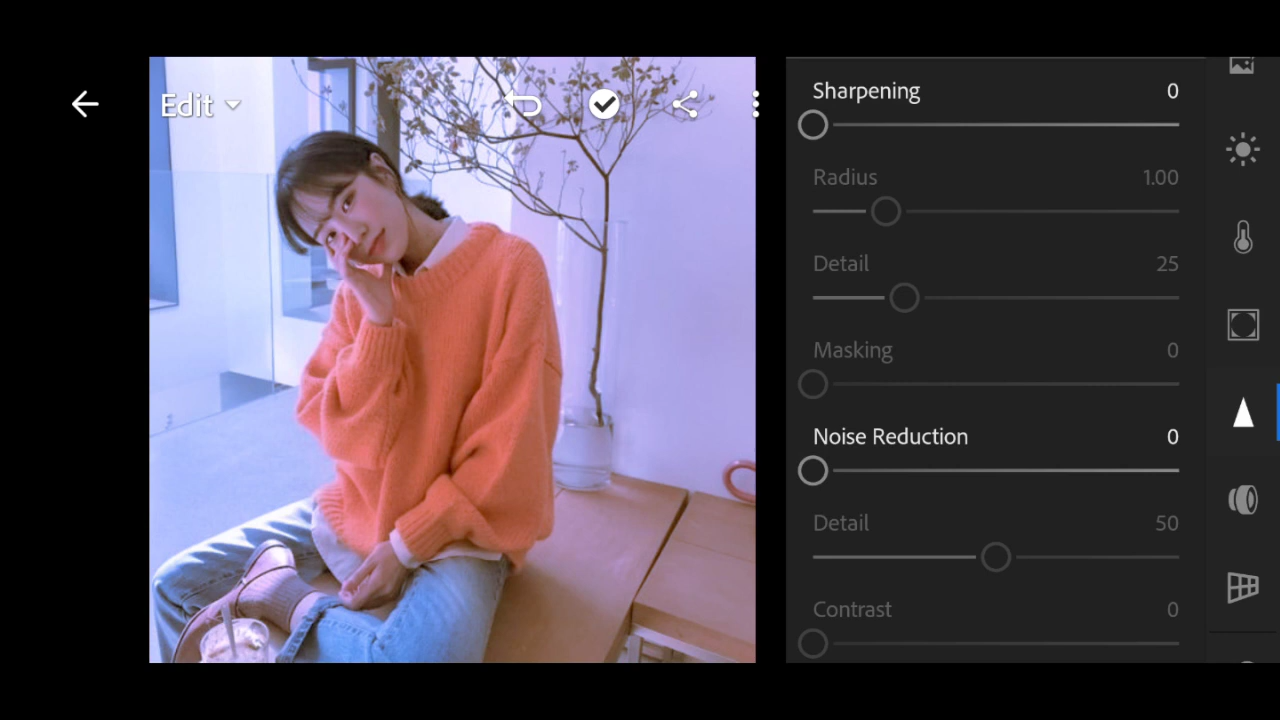 Edit
Sharpening 0
Radius 1.00
Detail 25
Masking 0
Noise Reduction 0
Detail 50
Contrast 0